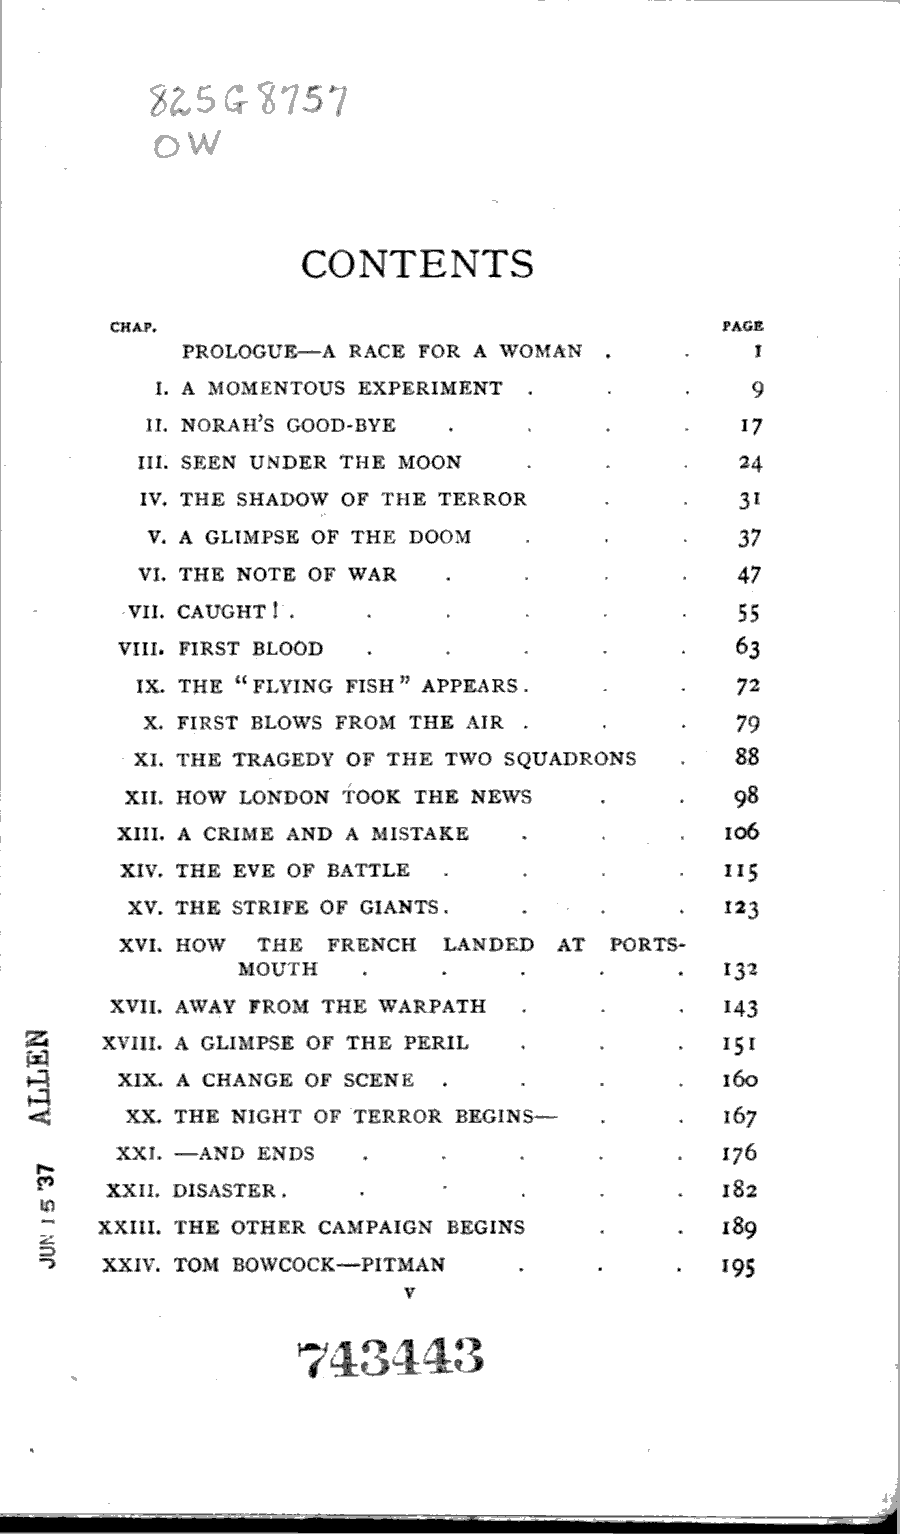 825G8757
OW
CONTENTS
CHAP. PAGE
PROLOGUE—A RACE FOR A WOMAN . . 1
I. A MOMENTOUS EXPERIMENT . . . 9
II. NORAH'S GOOD-BYE . . . . 17
III. SEEN UNDER THE MOON . . . 24
IV. THE SHADOW OF THE TERROR . . 31
V. A GLIMPSE OF THE DOOM . . . 37
VI. THE NOTE OF WAR . . . . 47
VII. CAUGHT! . . . . . . 55
VIII. FIRST BLOOD . . . . . 63
IX. THE "FLYING FISH" APPEARS . . . 72
X. FIRST BLOWS FROM THE AIR . . . 79
XI. THE TRAGEDY OF THE TWO SQUADRONS . 88
XII. HOW LONDON TOOK THE NEWS . . 98
XIII. A CRIME AND A MISTAKE . . . 106
XIV. THE EVE OF BATTLE . . . . 115
XV. THE STRIFE OF GIANTS . . . . 123
XVI. HOW THE FRENCH LANDED AT PORTS-
MOUTH . . . . . 132
XVII. AWAY FROM THE WARPATH . . . 143
XVIII. A GLIMPSE OF THE PERIL . . . 151
XIX. A CHANGE OF SCENE . . . . 160
XX. THE NIGHT OF TERROR BEGINS— . . 167
XXI. —AND ENDS . . . . . 176
XXII. DISASTER . . . . . . 182
XXIII. THE OTHER CAMPAIGN BEGINS . . 189
XXIV. TOM BOWCOCK—PITMAN . . . 195
v
743443
JUN 15 '37 ALLEN